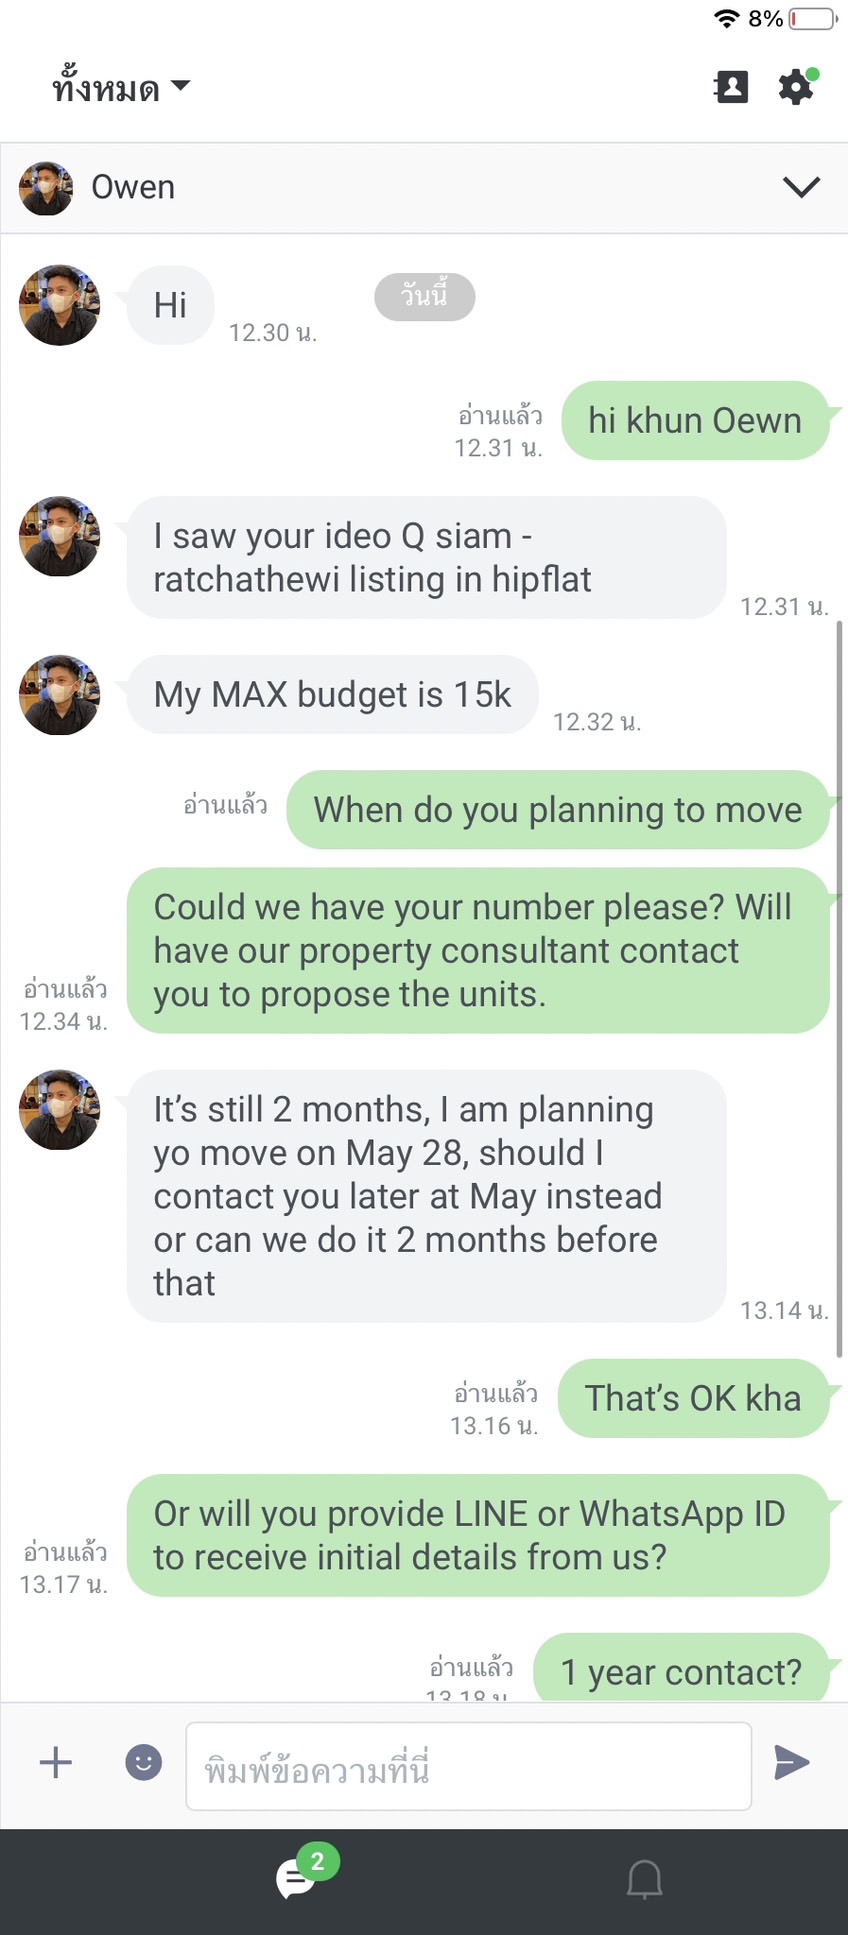 8%
ทั้งหมด
Owen
วันนี้
Hi
12.30 น.
hi khun Oewn
อ่านแล้ว
12.31 น.
I saw your ideo Q siam -
ratchathewi listing in hipflat
12.31 น.
My MAX budget is 15k
12.32 น.
อ่านแล้ว
When do you planning to move
Could we have your number please? Will
have our property consultant contact
you to propose the units.
อ่านแล้ว
12.34 น.
It's still 2 months, I am planning
yo move on May 28, should I
contact you later at May instead
or can we do it 2 months before
that
13.14 น.
That's OK kha
อ่านแล้ว
13.16 น.
Or will you provide LINE or WhatsApp ID
to receive initial details from us?
อ่านแล้ว
13.17 น.
1 year contact?
อ่านแล้ว
13.18 น.
พิมพ์ข้อความที่นี่
2